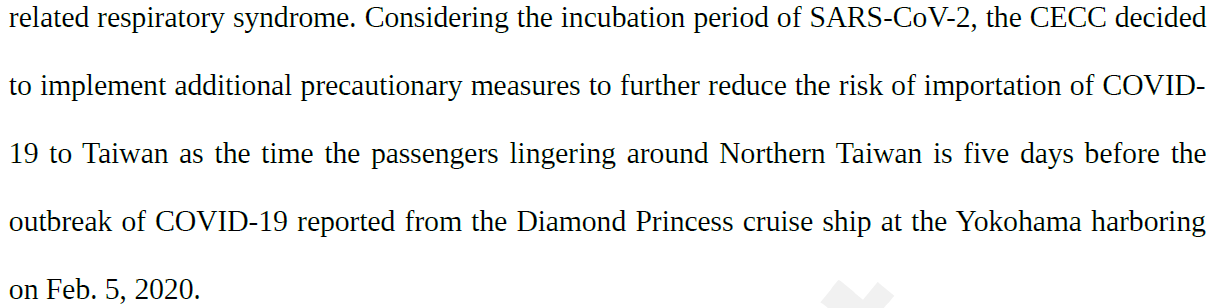 related respiratory syndrome. Considering the incubation period of SARS-CoV-2, the CECC decided
to implement additional precautionary measures to further reduce the risk of importation of COVID-
19 to Taiwan as the time the passengers lingering around Northern Taiwan is five days before the
outbreak of COVID-19 reported from the Diamond Princess cruise ship at the Yokohama harboring
on Feb. 5, 2020.